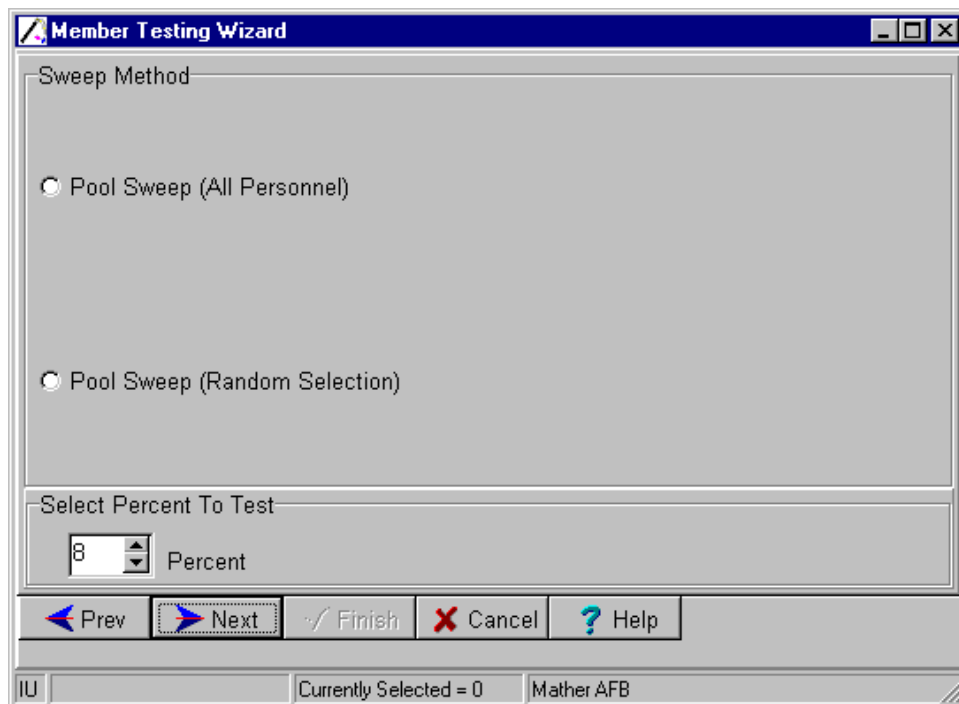 Member Testing Wizard
Sweep Method
Pool Sweep (All Personnel)
Pool Sweep (Random Selection)
Select Percent To Test
8 Percent
Prev Next Finish Cancel Help
IU Currently Selected = 0 Mather AFB